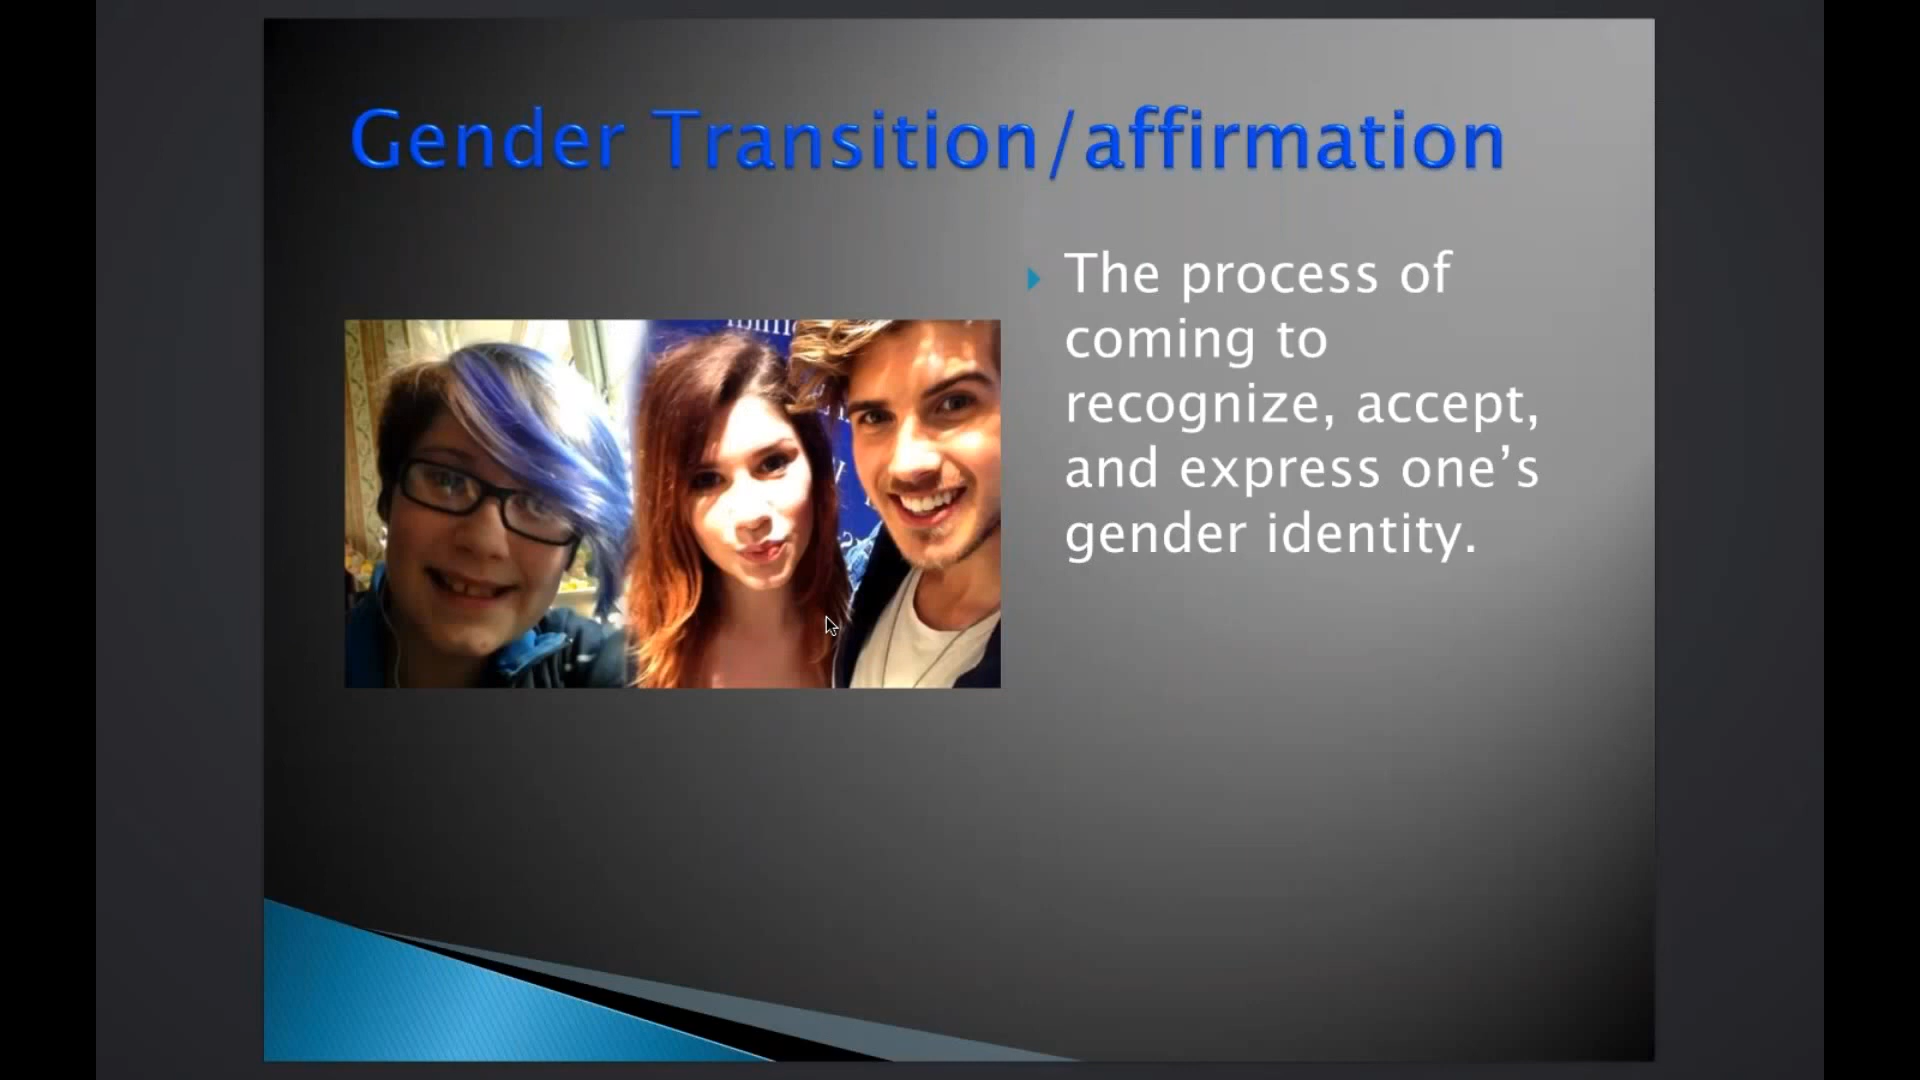 Gender Transition/affirmation
The process of
coming to
recognize, accept,
and express one’s
gender identity.